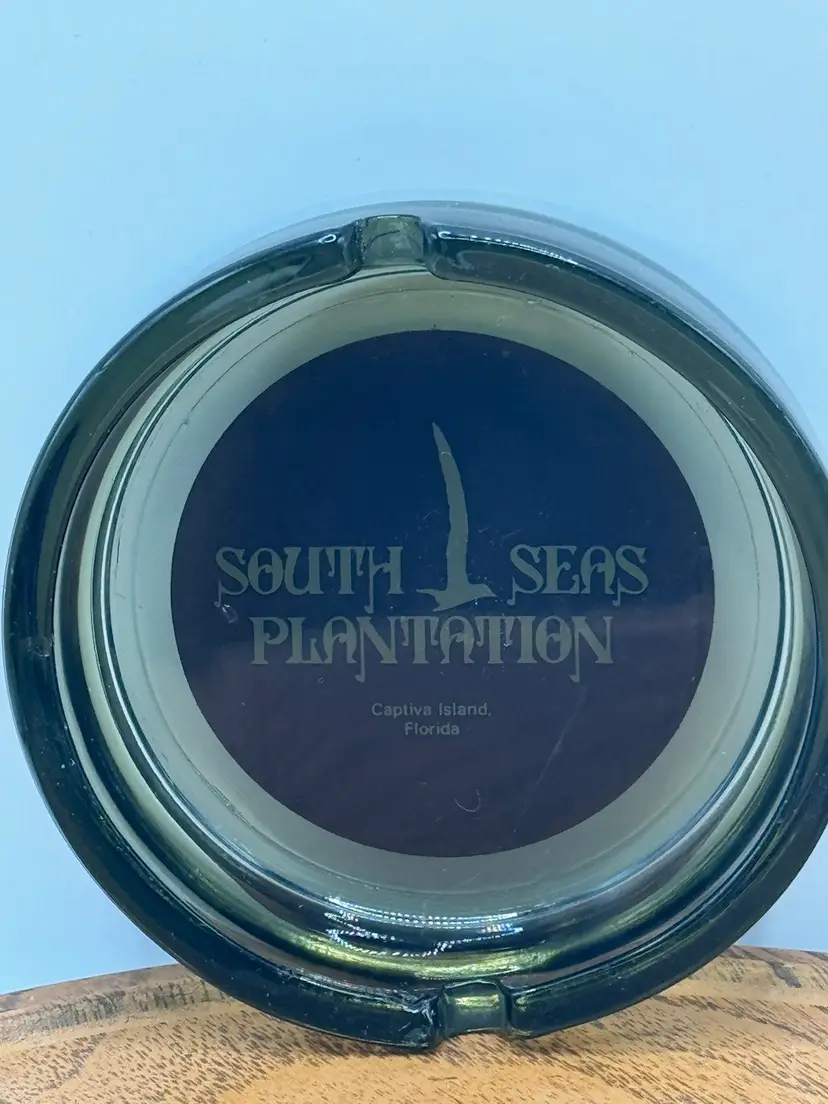 SOUTH SEAS
PLANTATION
Captiva Island,
Florida